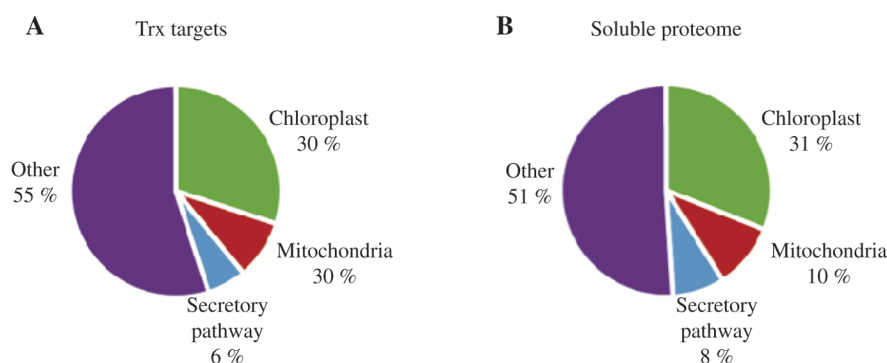 A
Trx targets
Chloroplast
30 %
Other
55 %
Mitochondria
30 %
Secretory
pathway
6 %
B
Soluble proteome
Chloroplast
31 %
Other
51 %
Mitochondria
10 %
Secretory
pathway
8 %